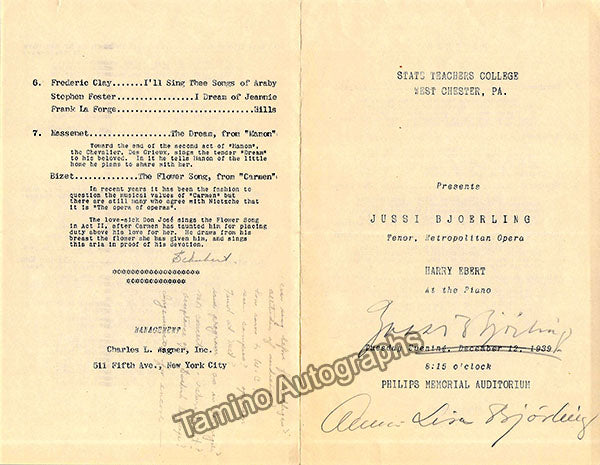 6. Frederic Clay.......I'll Sing Thee Songs of Araby
Stephen Foster...............I Dream of Jeannie
Frank La Forge...........................Hills
7. Massenet...............The Dream, from "Manon"
Toward the end of the second act of "Manon",
the Chevalier, Des Grieux, sings the tender "Dream"
to his beloved. In it he tells Manon of the little
home he plans to share with her.
Bizet...........The Flower Song, from "Carmen"
In recent years it has been the fashion to
question the musical values of "Carmen" but
there are still many who agree with Nietsche that
it is "The opera of operas".
The love-sick Don José sings the Flower Song
in Act II, after Carmen has taunted him for placing
duty above his love for her. He draws from his
breast the flower she has given him, and sings
this aria in proof of his devotion.
Schubert.
MANAGEMENT
Charles L. Wagner, Inc.
511 Fifth Ave., New York City
STATE TEACHERS COLLEGE
WEST CHESTER, PA.
Presents
JUSSI BJOERLING
Tenor, Metropolitan Opera
HARRY EBERT
At the Piano
Jussi Björling
Tuesday Evening, December 12, 1939
8:15 o'clock
PHILIPS MEMORIAL AUDITORIUM
Anna-Lisa Björling
Tamino Autographs